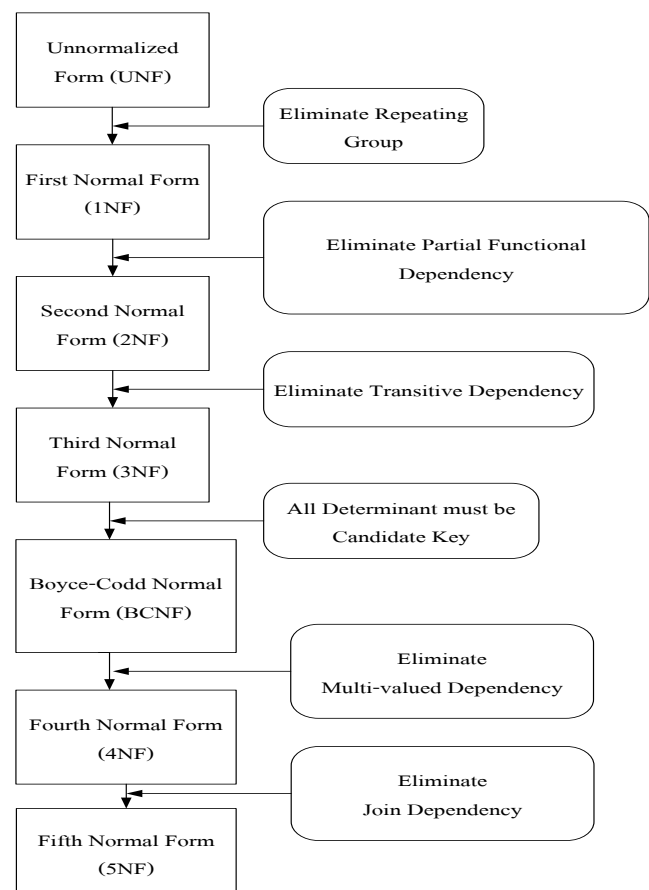 Unnormalized
Form (UNF)
Eliminate Repeating
Group
First Normal Form
(1NF)
Eliminate Partial Functional
Dependency
Second Normal
Form (2NF)
Eliminate Transitive Dependency
Third Normal
Form (3NF)
All Determinant must be
Candidate Key
Boyce-Codd Normal
Form (BCNF)
Eliminate
Multi-valued Dependency
Fourth Normal Form
(4NF)
Eliminate
Join Dependency
Fifth Normal Form
(5NF)